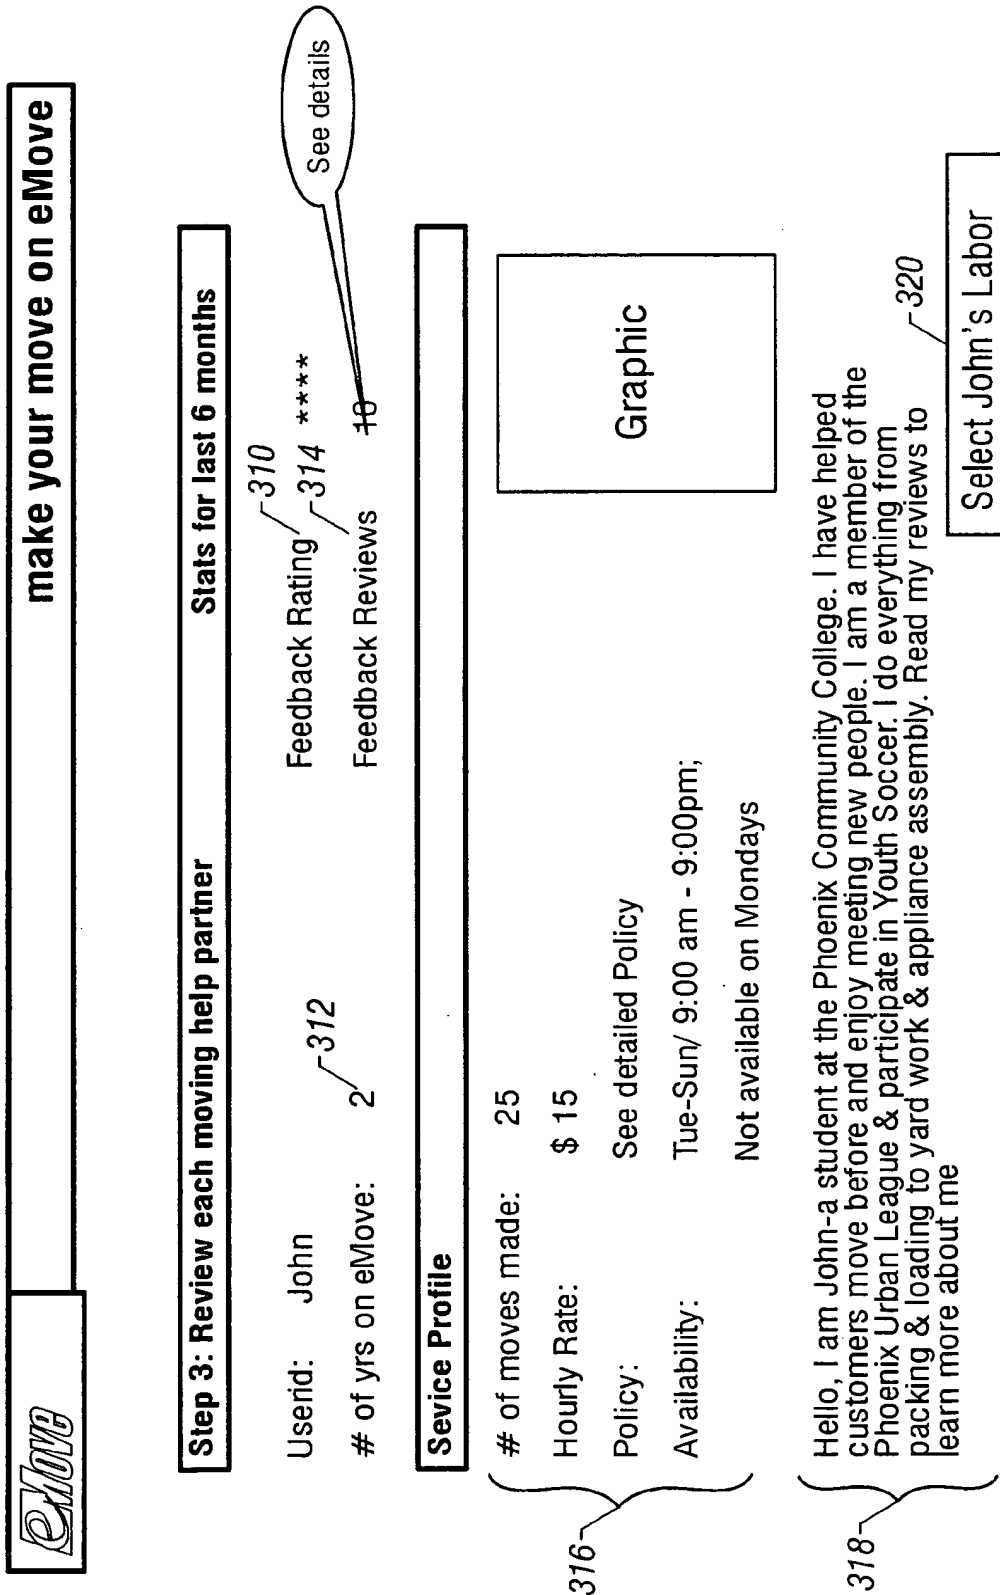 eMove
make your move on eMove
Step 3: Review each moving help partner Stats for last 6 months
310
Userid: John Feedback Rating ****
312 314
# of yrs on eMove: 2 Feedback Reviews 10
See details
Sevice Profile
# of moves made: 25
Hourly Rate: $ 15
Policy: See detailed Policy
Availability: Tue-Sun/ 9:00 am - 9:00pm;
Not available on Mondays
316
Graphic
Hello, I am John-a student at the Phoenix Community College. I have helped
customers move before and enjoy meeting new people. I am a member of the
Phoenix Urban League & participate in Youth Soccer. I do everything from
packing & loading to yard work & appliance assembly. Read my reviews to
learn more about me
318
320
Select John's Labor